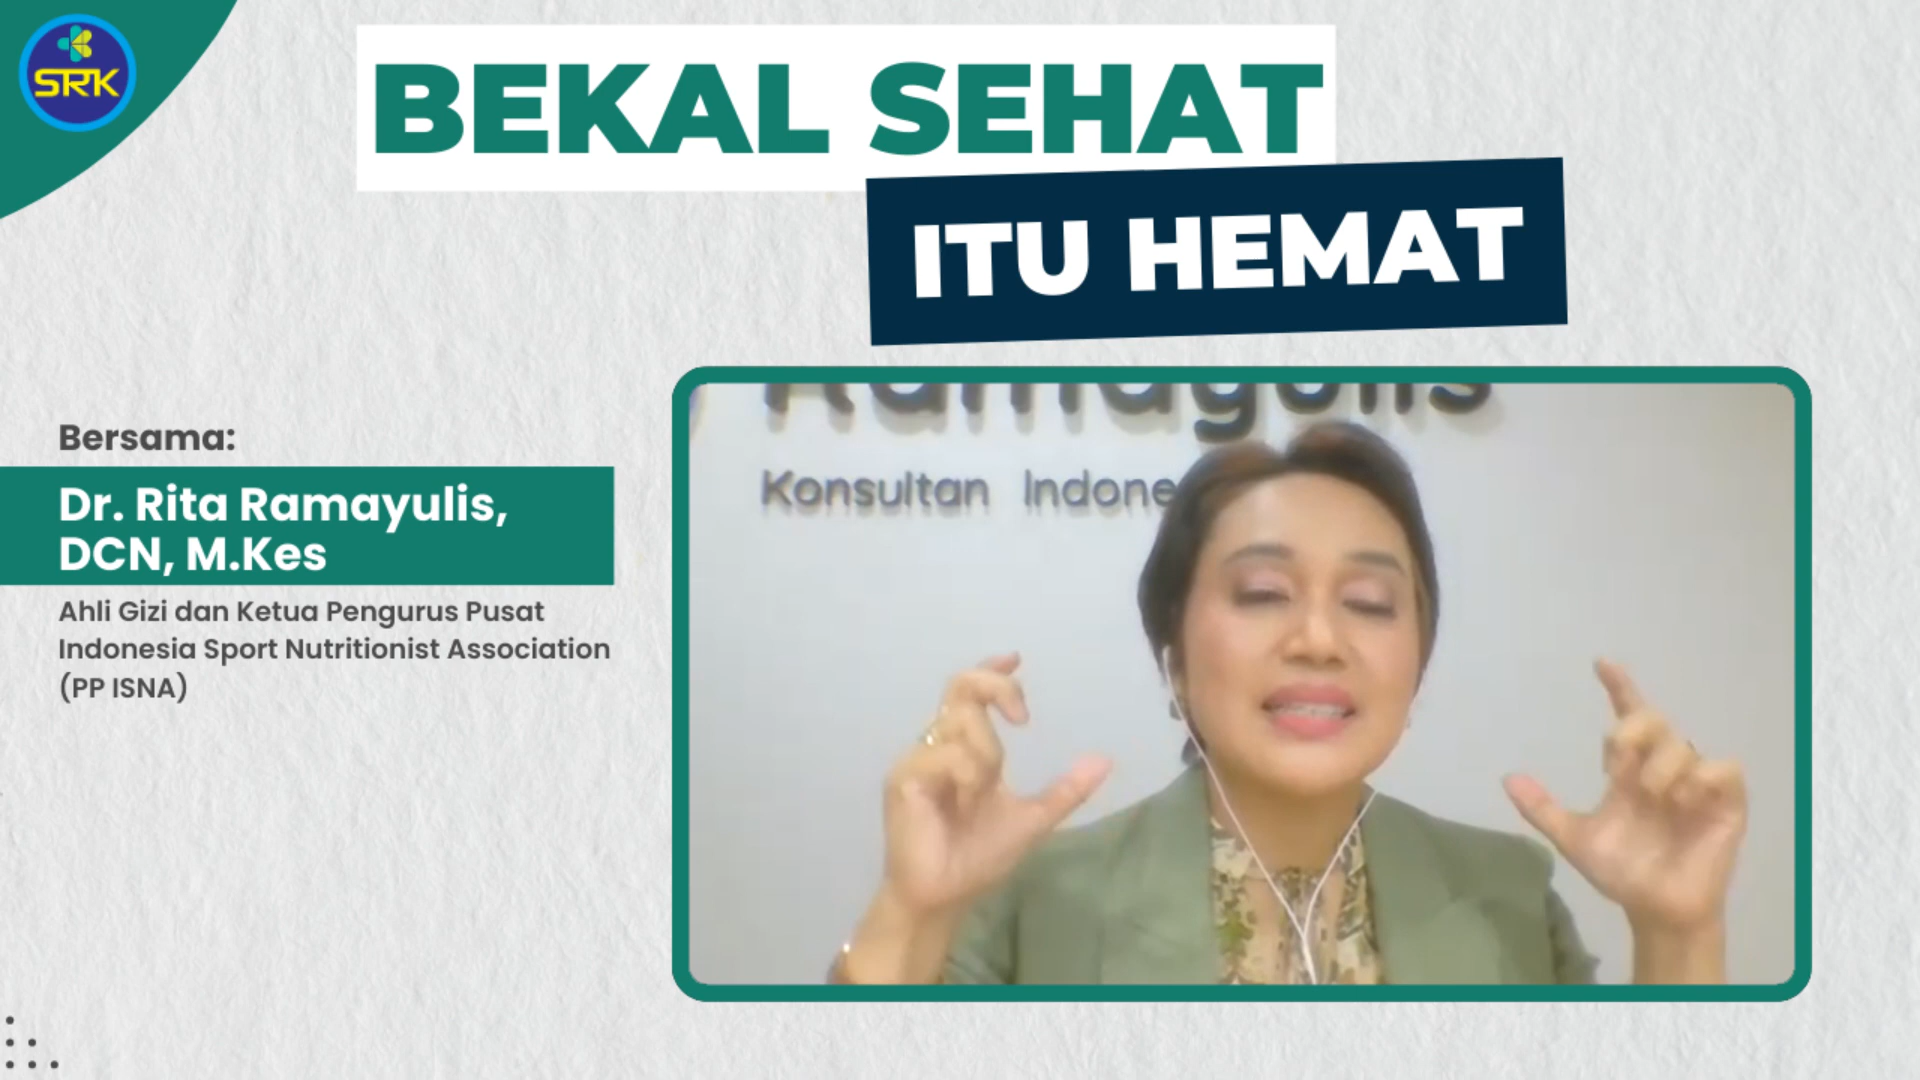 SRK
BEKAL SEHAT
ITU HEMAT
Bersama:
Dr. Rita Ramayulis,
DCN, M.Kes
Ahli Gizi dan Ketua Pengurus Pusat
Indonesia Sport Nutritionist Association
(PP ISNA)
Ramayulis
Konsultan Indone